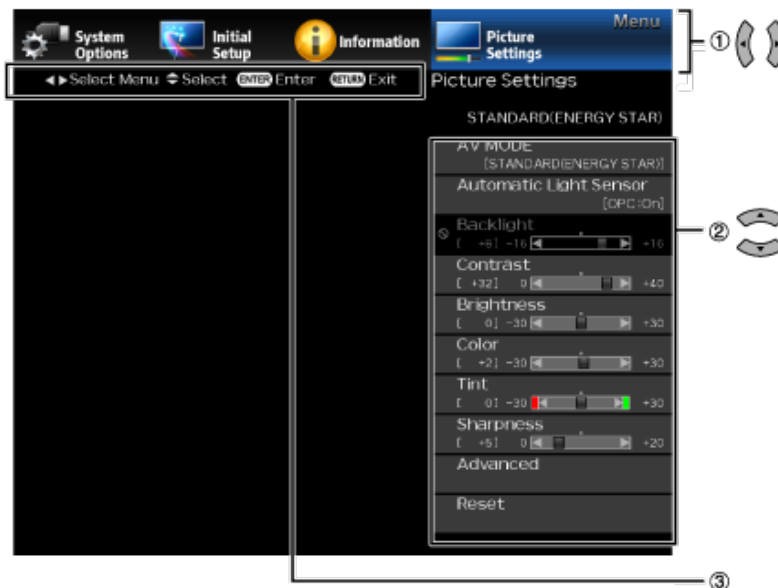 Menu
System Options
Initial Setup
Information
Picture Settings
①
◀▶Select Menu ◆Select ENTER Enter RETURN Exit
Picture Settings
STANDARD(ENERGY STAR)
AV MODE
[STANDARD(ENERGY STAR)]
Automatic Light Sensor
[OPC:On]
②
Backlight
[ +6] -16 +16
Contrast
[ +32] 0 +40
Brightness
[ 0] -30 +30
Color
[ +2] -30 +30
Tint
[ 0] -30 +30
Sharpness
[ +5] 0 +20
Advanced
Reset
③